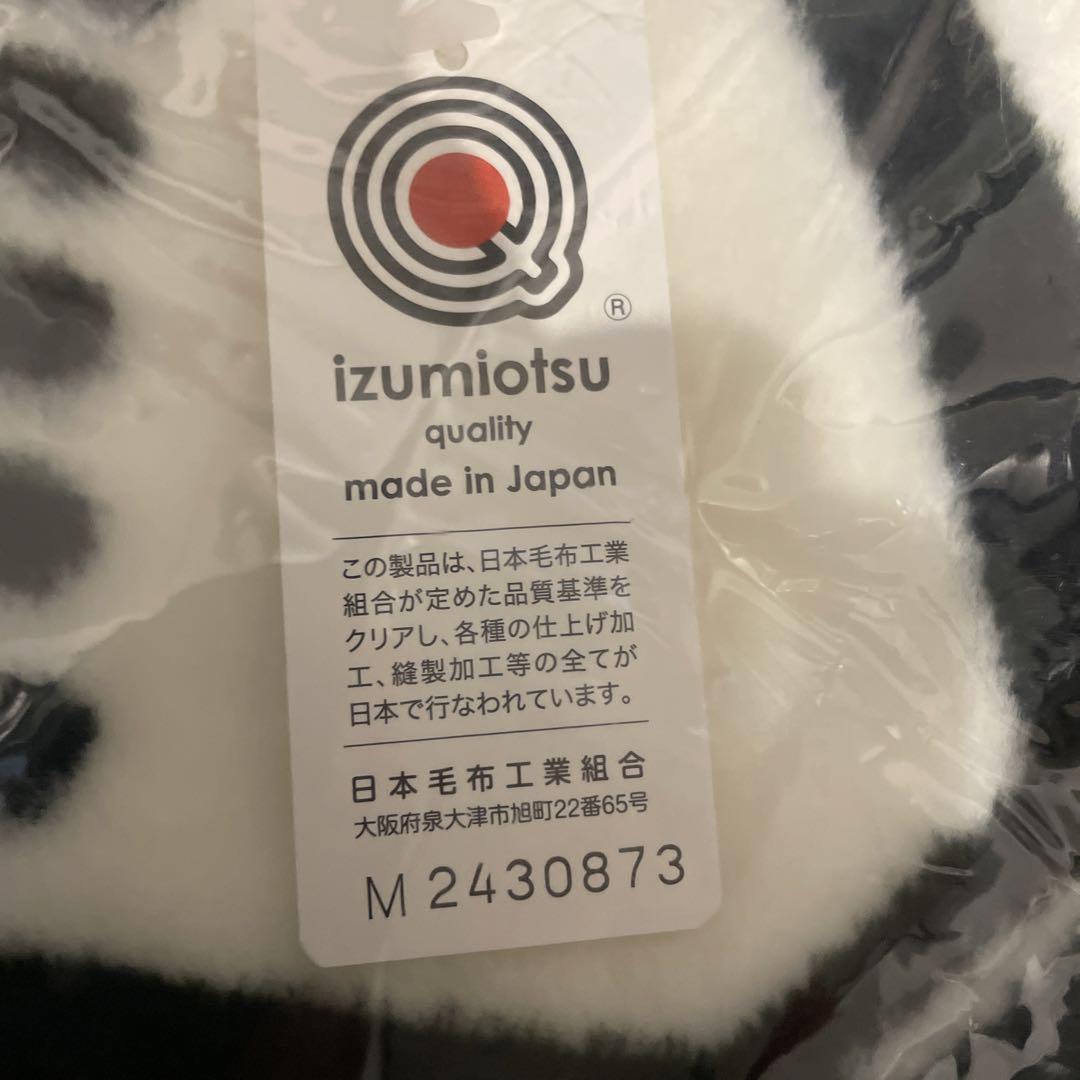 ®
izumiotsu
quality
made in Japan
この製品は、日本毛布工業
組合が定めた品質基準を
クリアし、各種の仕上げ加
工、縫製加工等の全てが
日本で行なわれています。
日本毛布工業組合
大阪府泉大津市旭町22番65号
M 2430873